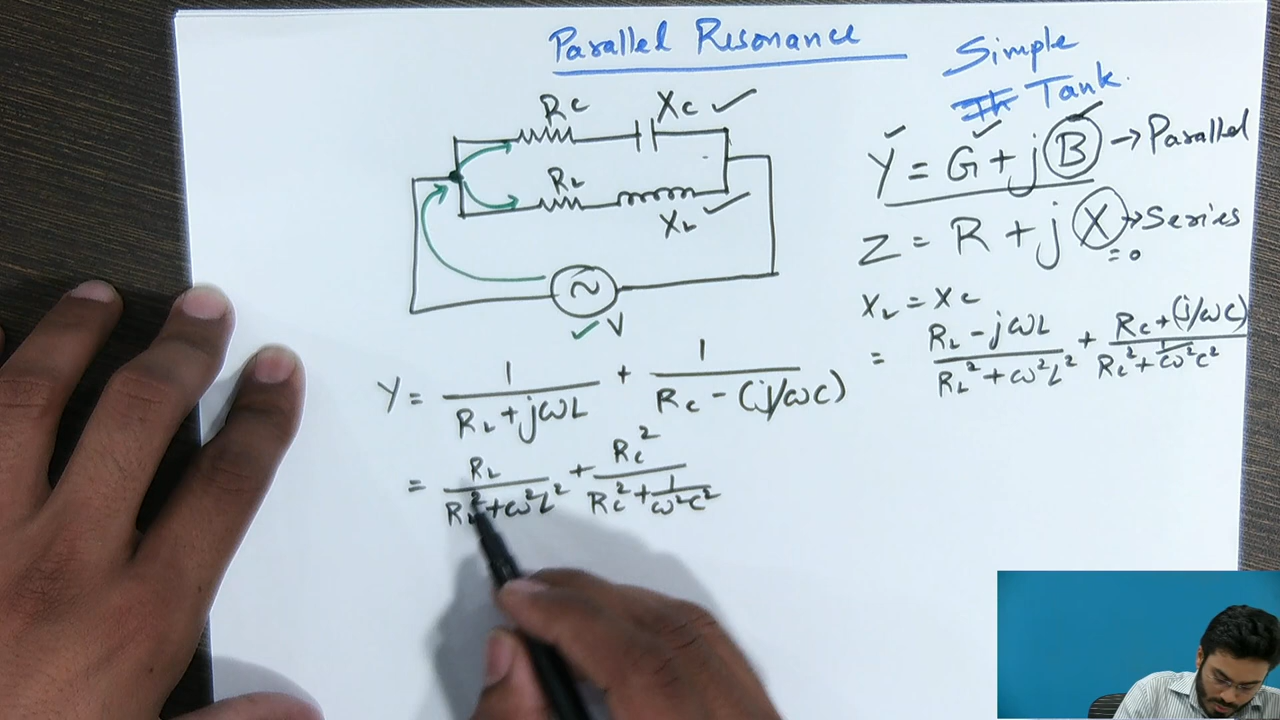 Parallel Resonance
Simple
Tank.
Rc
Xc
RL
XL
V
Y = G + j B → Parallel
Z = R + j X → Series
= 0
XL = Xc
Y = 1/(RL + jωL) + 1/(Rc - (j/ωC))
= (RL - jωL)/(RL² + ω²L²) + (Rc + (j/ωC))/(Rc² + 1/ω²C²)
= RL/(RL² + ω²L²) + Rc²/(Rc² + 1/ω²C²)